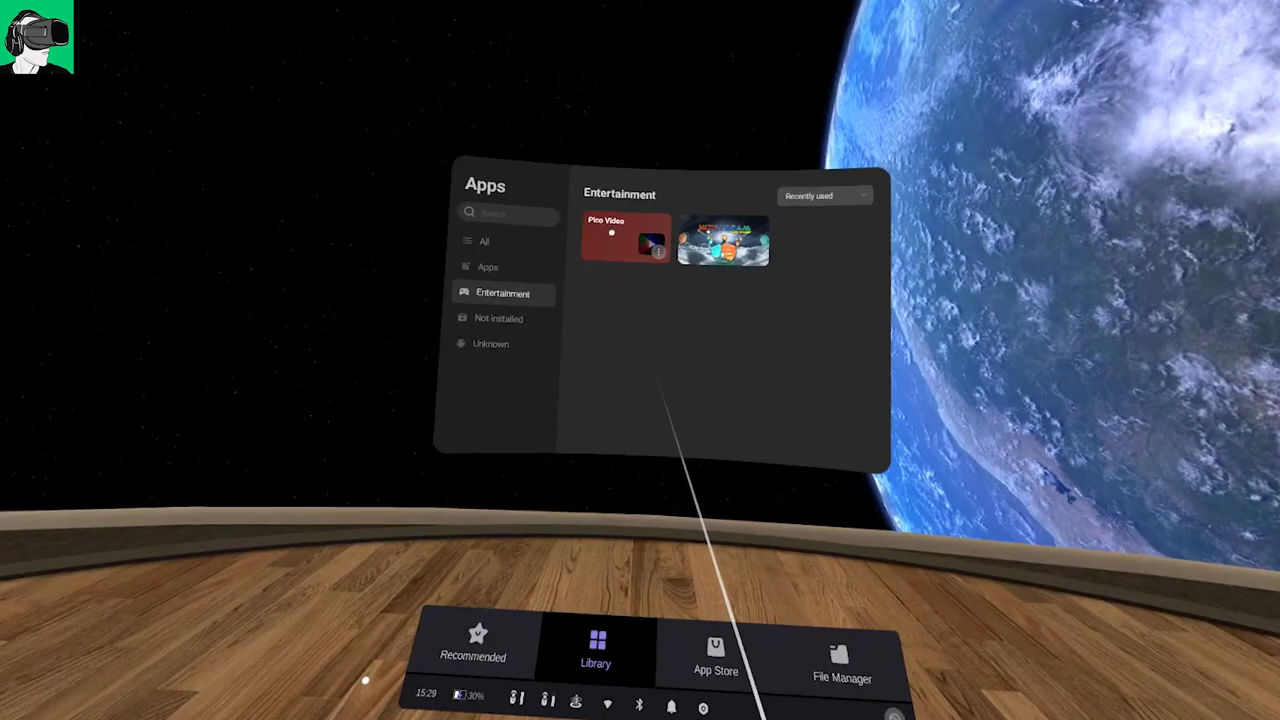 Apps
Search
All
Apps
Entertainment
Not installed
Unknown
Entertainment
Recently used
Pico Video
Recommended
Library
App Store
File Manager
15:29
30%